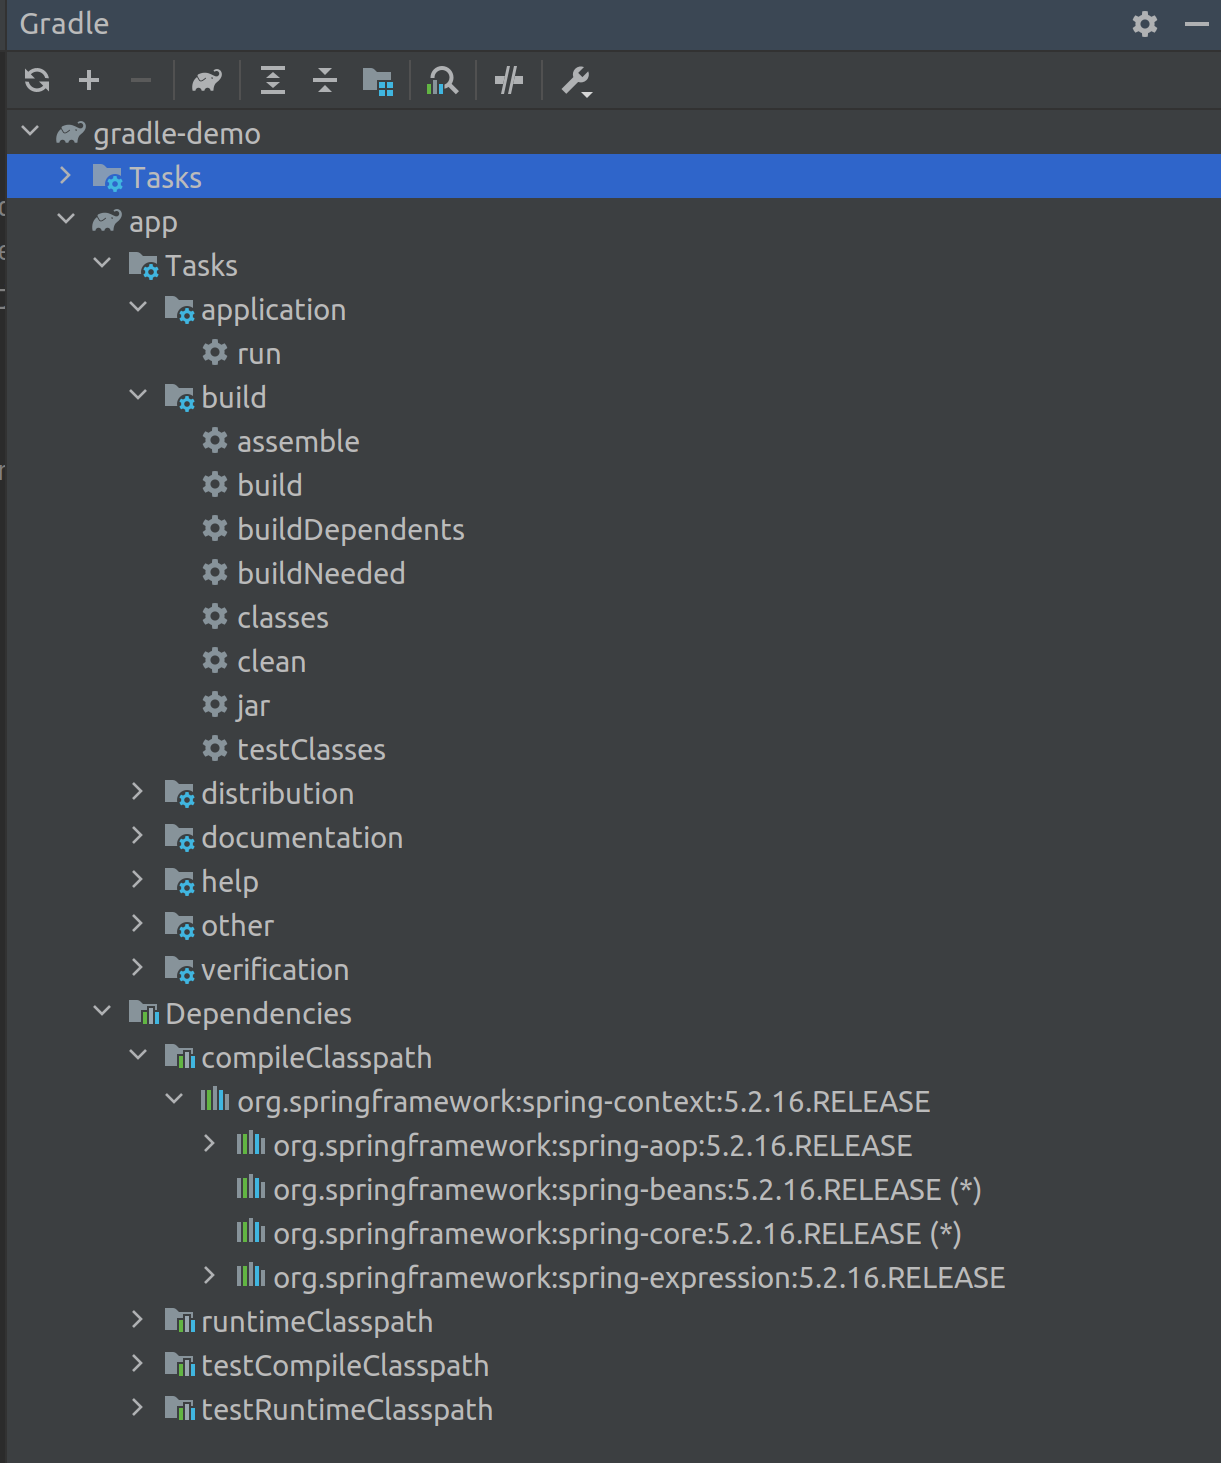 Gradle
gradle-demo
Tasks
app
Tasks
application
run
build
assemble
build
buildDependents
buildNeeded
classes
clean
jar
testClasses
distribution
documentation
help
other
verification
Dependencies
compileClasspath
org.springframework:spring-context:5.2.16.RELEASE
org.springframework:spring-aop:5.2.16.RELEASE
org.springframework:spring-beans:5.2.16.RELEASE (*)
org.springframework:spring-core:5.2.16.RELEASE (*)
org.springframework:spring-expression:5.2.16.RELEASE
runtimeClasspath
testCompileClasspath
testRuntimeClasspath